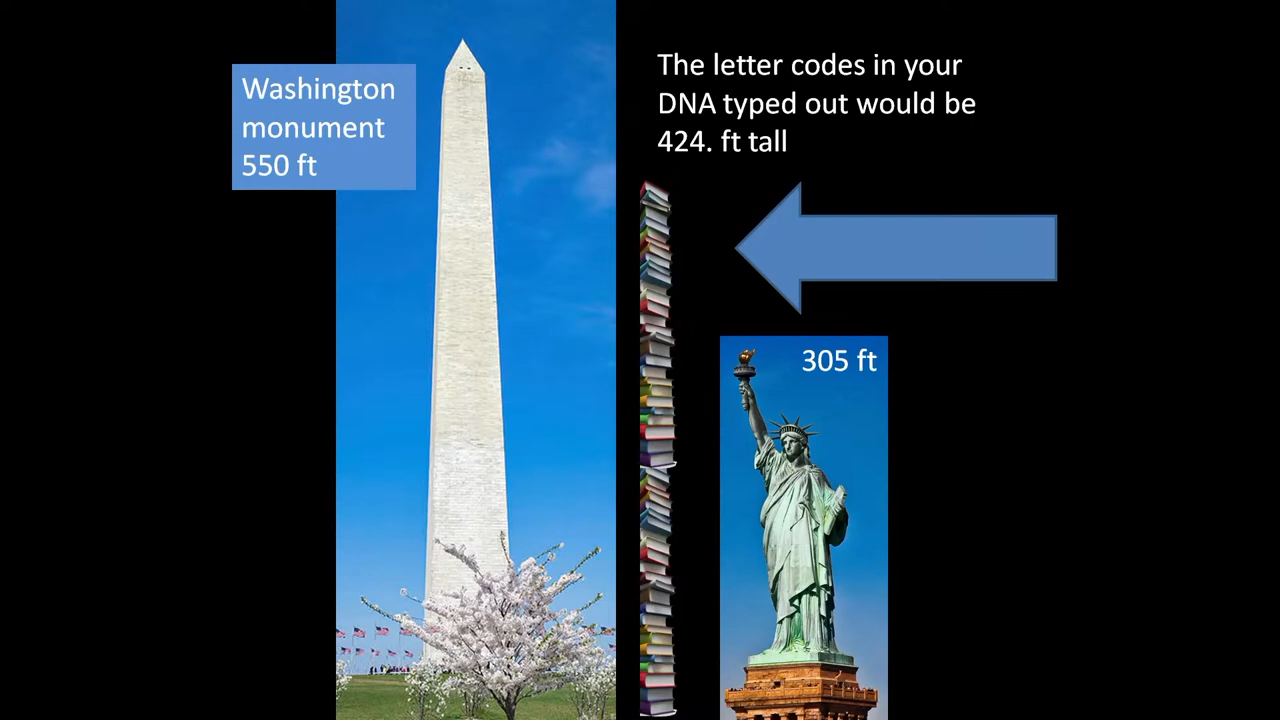 Washington
monument
550 ft
The letter codes in your
DNA typed out would be
424. ft tall
305 ft